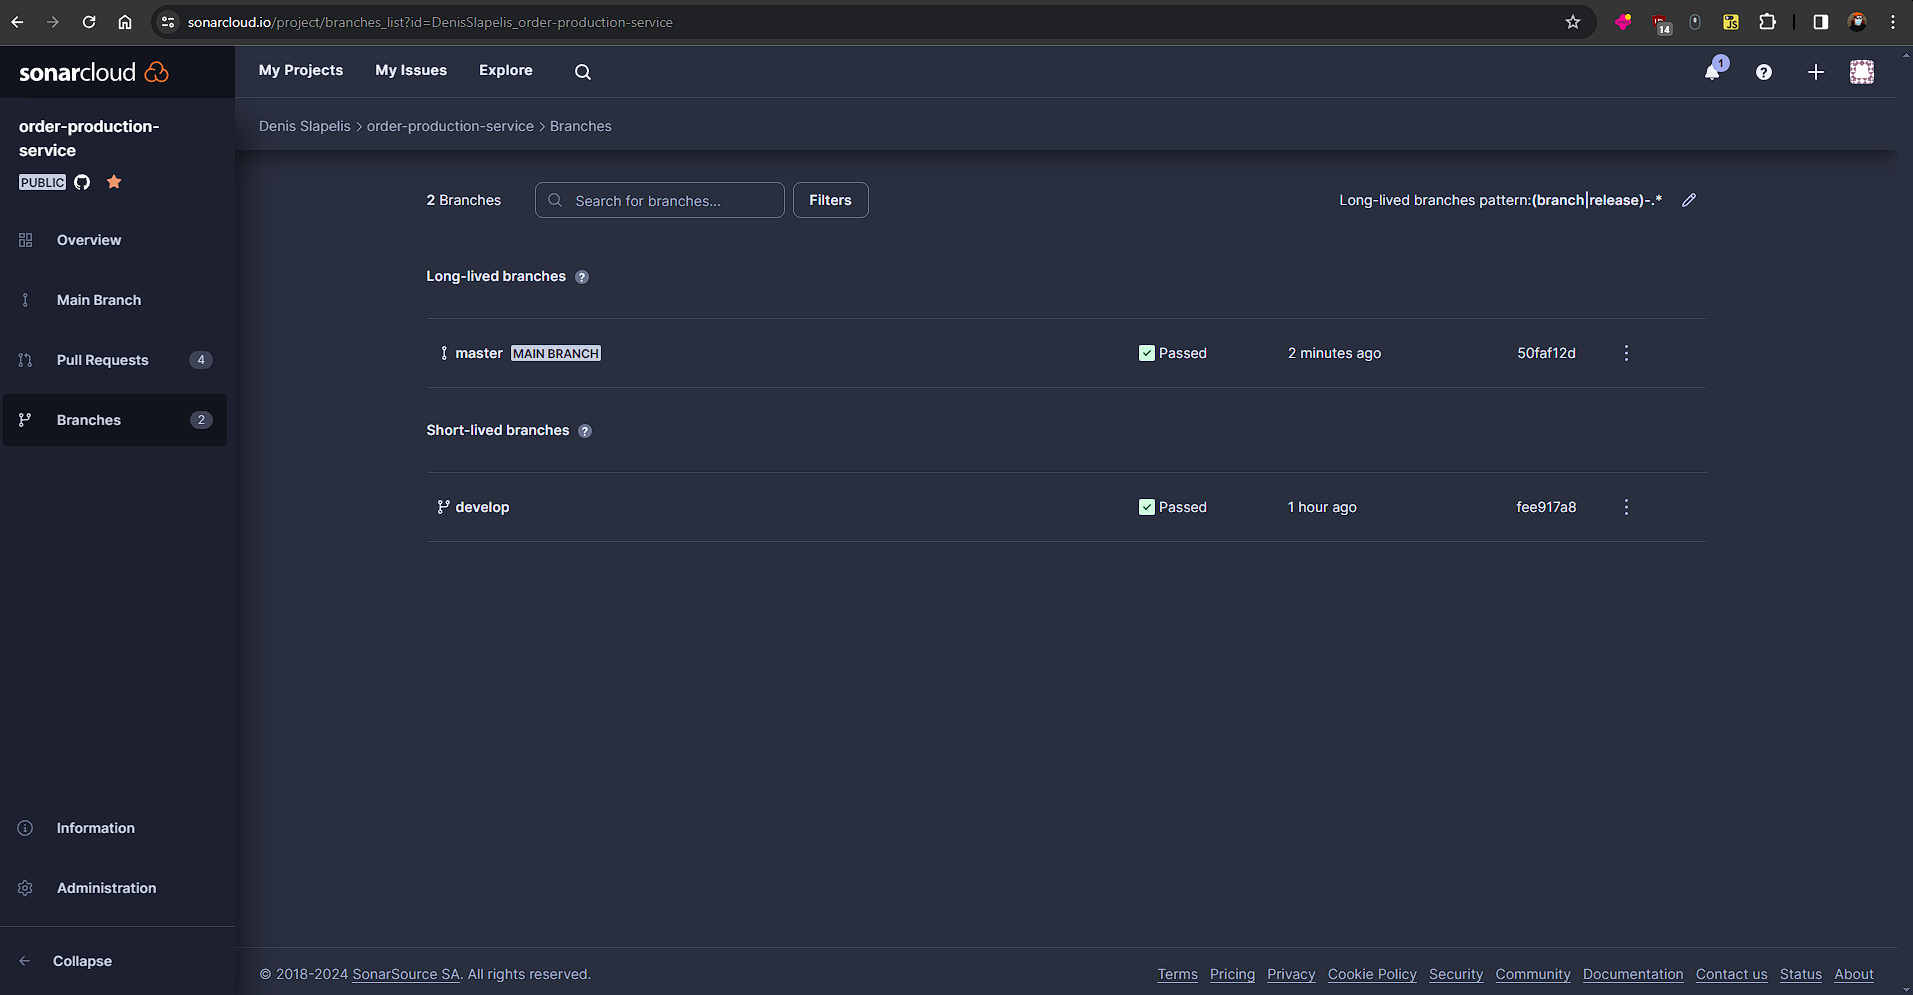 sonarcloud.io/project/branches_list?id=DenisSlapelis_order-production-service
14
JS
sonarcloud
My Projects
My Issues
Explore
1
order-production-service
PUBLIC
Overview
Main Branch
Pull Requests 4
Branches 2
Information
Administration
Collapse
Denis Slapelis > order-production-service > Branches
2 Branches
Search for branches...
Filters
Long-lived branches pattern:(branch|release)-.*
Long-lived branches ?
master MAIN BRANCH Passed 2 minutes ago 50faf12d
Short-lived branches ?
develop Passed 1 hour ago fee917a8
© 2018-2024 SonarSource SA. All rights reserved.
Terms Pricing Privacy Cookie Policy Security Community Documentation Contact us Status About